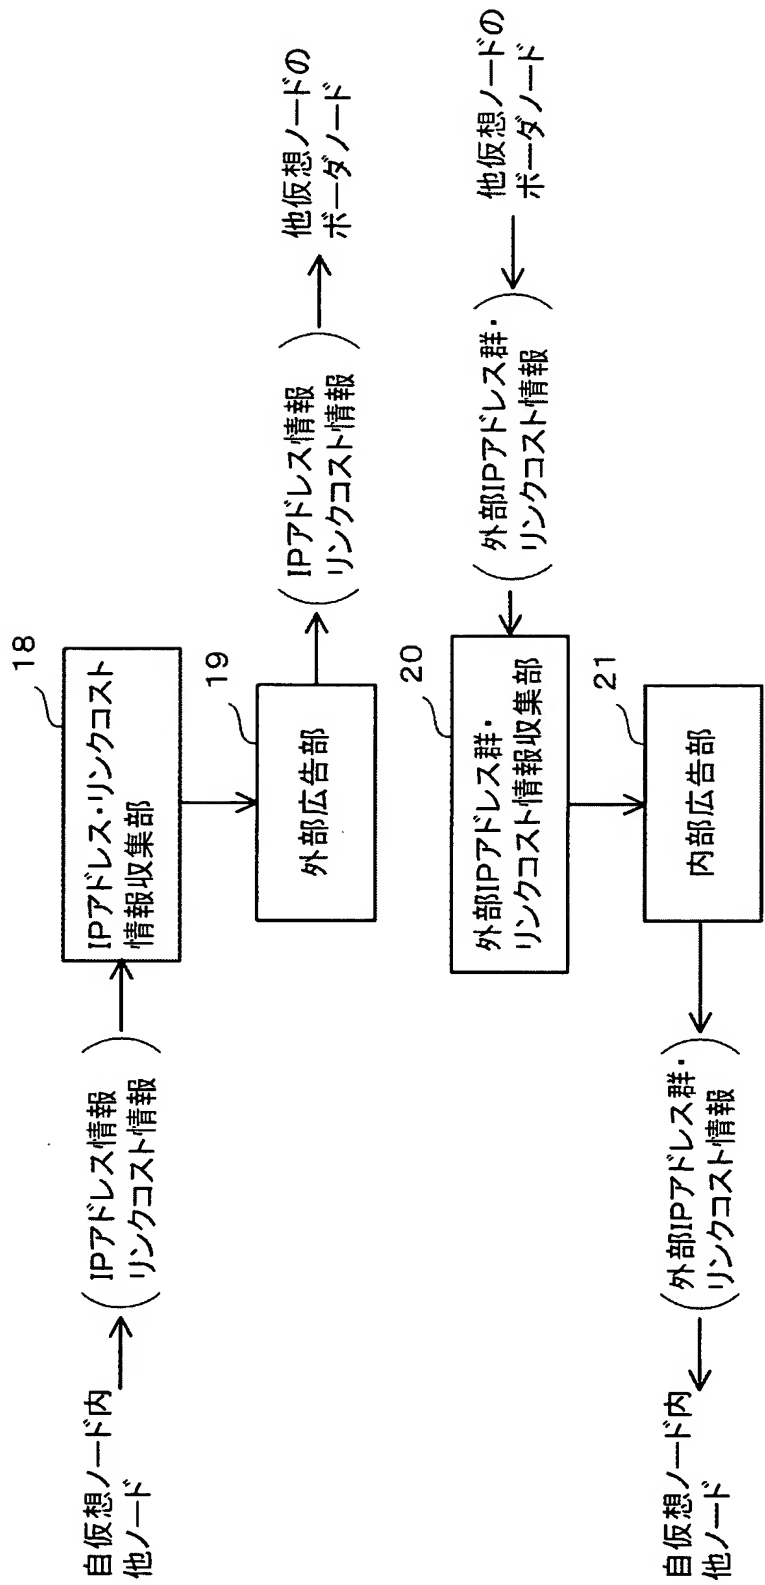 自仮想ノード内
他ノード
IPアドレス情報
リンクコスト情報
18
IPアドレス・リンクコスト
情報収集部
19
外部広告部
IPアドレス情報
リンクコスト情報
他仮想ノードの
ボーダノード
他仮想ノードの
ボーダノード
外部IPアドレス群・
リンクコスト情報
20
外部IPアドレス群・
リンクコスト情報収集部
21
内部広告部
外部IPアドレス群・
リンクコスト情報
自仮想ノード内
他ノード